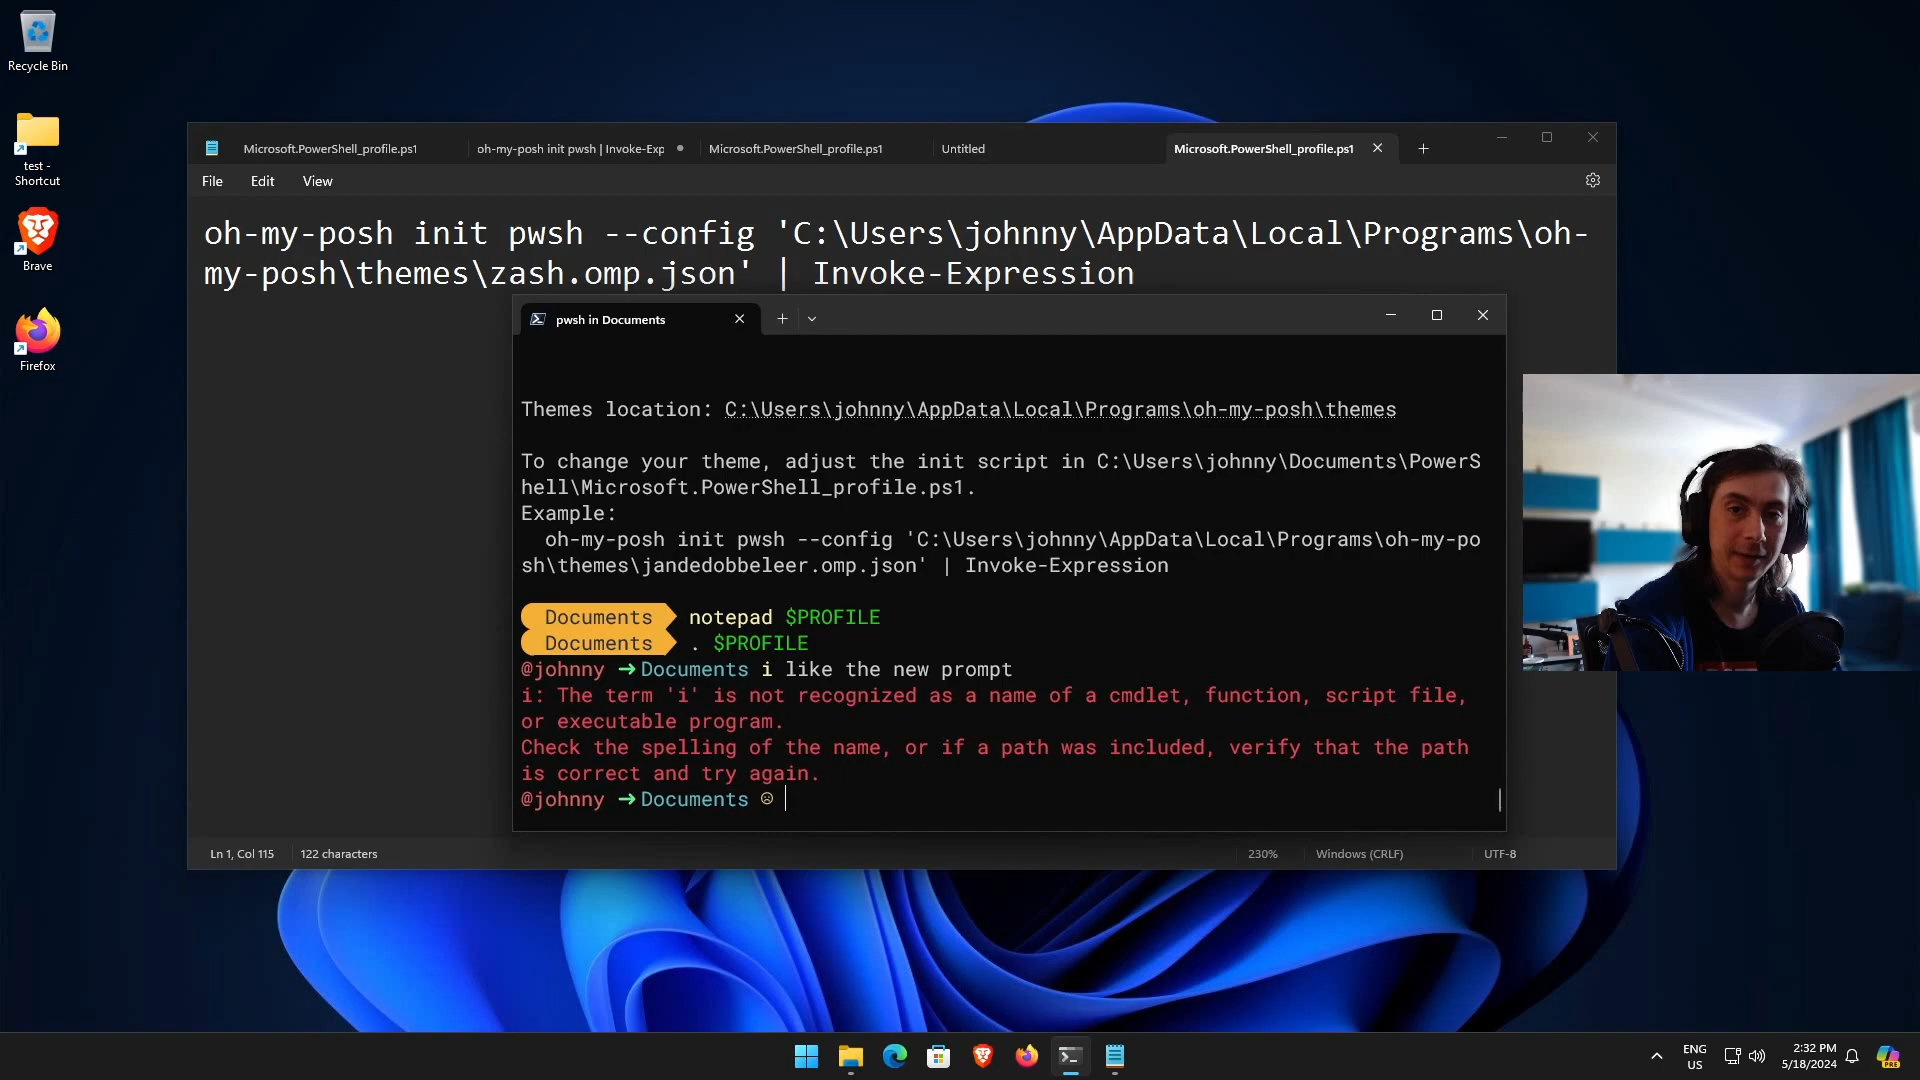 Recycle Bin
test -
Shortcut
Brave
Firefox
Microsoft.PowerShell_profile.ps1
oh-my-posh init pwsh | Invoke-Exp
Microsoft.PowerShell_profile.ps1
Untitled
Microsoft.PowerShell_profile.ps1
File Edit View
oh-my-posh init pwsh --config 'C:\Users\johnny\AppData\Local\Programs\oh-
my-posh\themes\zash.omp.json' | Invoke-Expression
pwsh in Documents
Themes location: C:\Users\johnny\AppData\Local\Programs\oh-my-posh\themes
To change your theme, adjust the init script in C:\Users\johnny\Documents\PowerS
hell\Microsoft.PowerShell_profile.ps1.
Example:
oh-my-posh init pwsh --config 'C:\Users\johnny\AppData\Local\Programs\oh-my-po
sh\themes\jandedobbeleer.omp.json' | Invoke-Expression
Documents notepad $PROFILE
Documents . $PROFILE
@johnny ➜ Documents i like the new prompt
i: The term 'i' is not recognized as a name of a cmdlet, function, script file,
or executable program.
Check the spelling of the name, or if a path was included, verify that the path
is correct and try again.
@johnny ➜ Documents ☹
Ln 1, Col 115 122 characters 230% Windows (CRLF) UTF-8
ENG
US
2:32 PM
5/18/2024
PRE